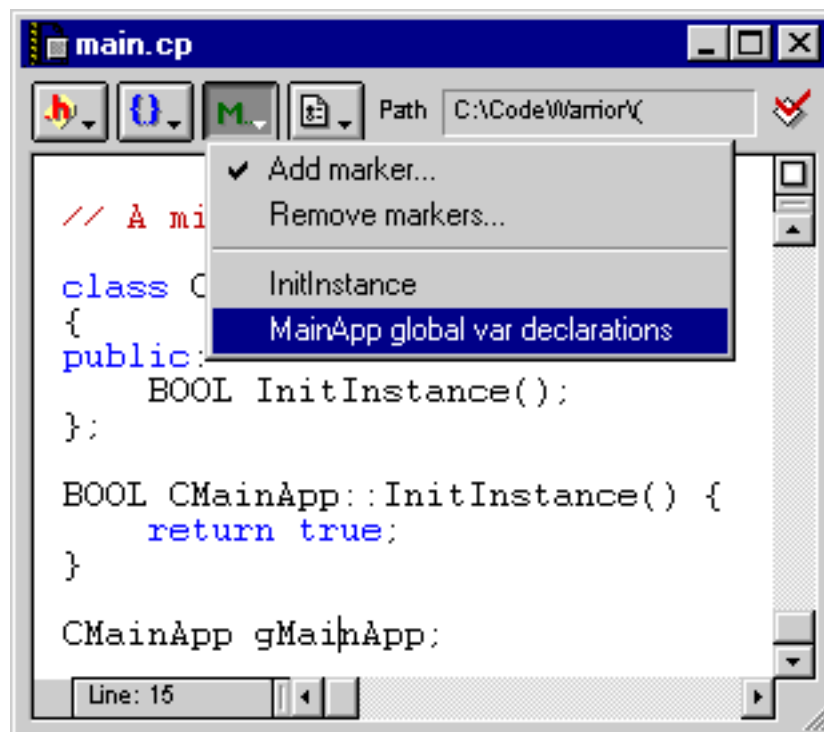 main.cp
.h {} M... Path C:\CodeWarrior\(
Add marker...
Remove markers...
InitInstance
MainApp global var declarations
// A mi
class C
{
public:
BOOL InitInstance();
};
BOOL CMainApp::InitInstance() {
return true;
}
CMainApp gMainApp;
Line: 15